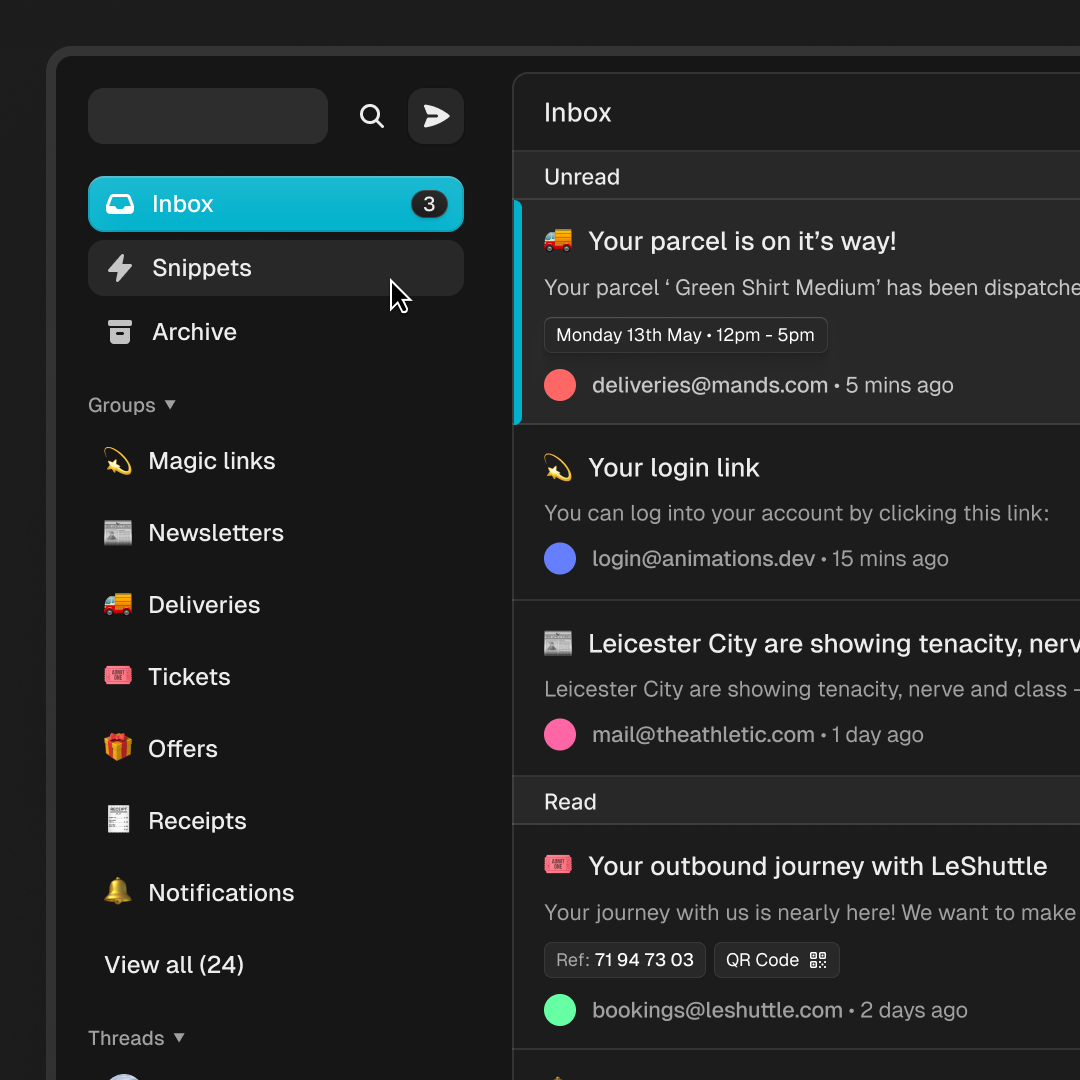 Inbox
3
Snippets
Archive
Groups
Magic links
Newsletters
Deliveries
Tickets
Offers
Receipts
Notifications
View all (24)
Threads
Inbox
Unread
Your parcel is on it’s way!
Your parcel ‘ Green Shirt Medium’ has been dispatche
Monday 13th May • 12pm - 5pm
deliveries@mands.com • 5 mins ago
Your login link
You can log into your account by clicking this link:
login@animations.dev • 15 mins ago
Leicester City are showing tenacity, nerv
Leicester City are showing tenacity, nerve and class -
mail@theathletic.com • 1 day ago
Read
Your outbound journey with LeShuttle
Your journey with us is nearly here! We want to make
Ref: 71 94 73 03
QR Code
bookings@leshuttle.com • 2 days ago